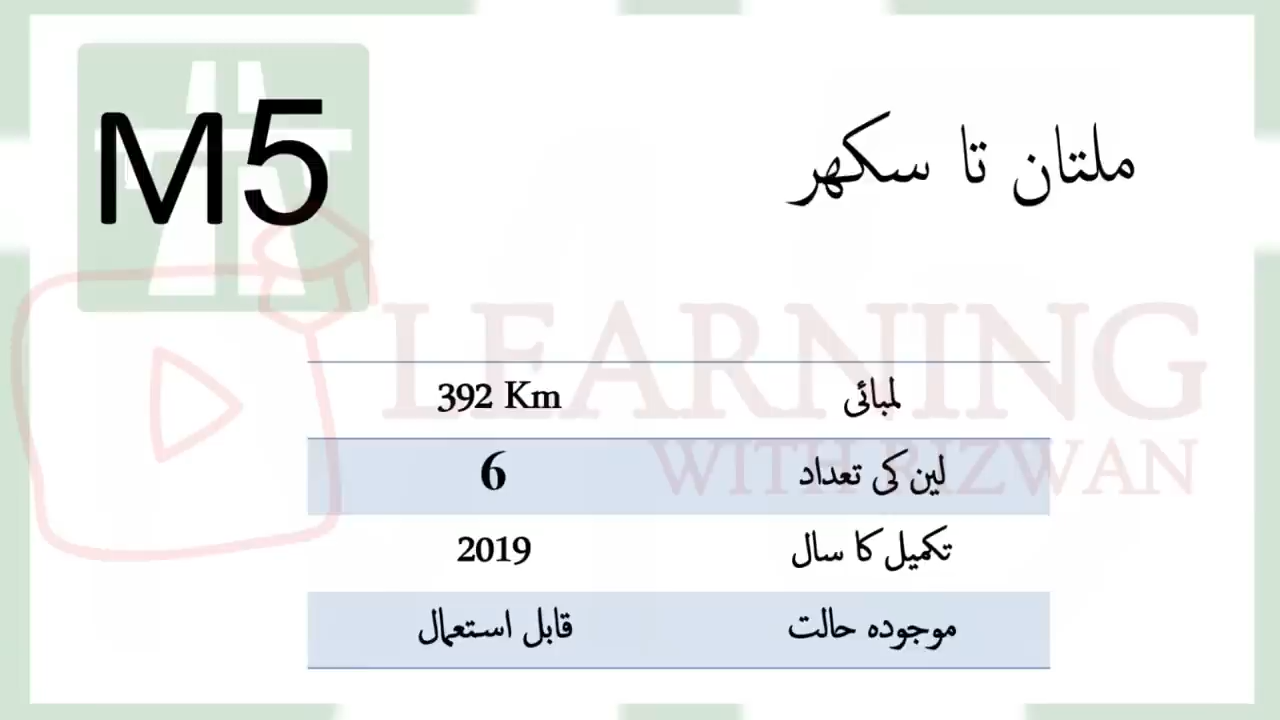 M5
ملتان تا سکھر
لمبائی 392 Km
لین کی تعداد 6
تکمیل کا سال 2019
موجودہ حالت قابل استعمال
LEARNING
WITH RIZWAN